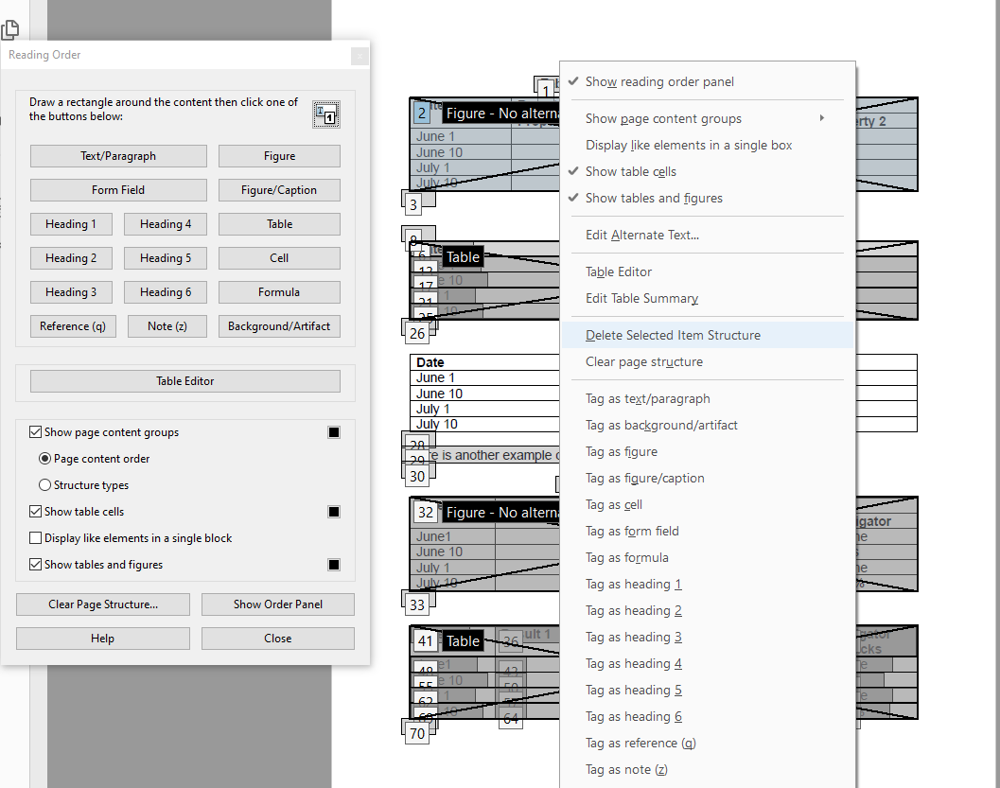 Reading Order
Draw a rectangle around the content then click one of
the buttons below:
Text/Paragraph
Figure
Form Field
Figure/Caption
Heading 1
Heading 4
Table
Heading 2
Heading 5
Cell
Heading 3
Heading 6
Formula
Reference (q)
Note (z)
Background/Artifact
Table Editor
Show page content groups
Page content order
Structure types
Show table cells
Display like elements in a single block
Show tables and figures
Clear Page Structure...
Show Order Panel
Help
Close
1
2
Figure - No alterna
erty 2
June 1
June 10
July 1
July 10
3
Table
17
26
Date
June 1
June 10
July 1
July 10
28
29
re is another example
30
32
Figure - No alterna
igator
June1
June 10
July 1
July 10
33
41
Table
36
ult 1
gator
cks
64
70
Show reading order panel
Show page content groups
Display like elements in a single box
Show table cells
Show tables and figures
Edit Alternate Text...
Table Editor
Edit Table Summary
Delete Selected Item Structure
Clear page structure
Tag as text/paragraph
Tag as background/artifact
Tag as figure
Tag as figure/caption
Tag as cell
Tag as form field
Tag as formula
Tag as heading 1
Tag as heading 2
Tag as heading 3
Tag as heading 4
Tag as heading 5
Tag as heading 6
Tag as reference (q)
Tag as note (z)